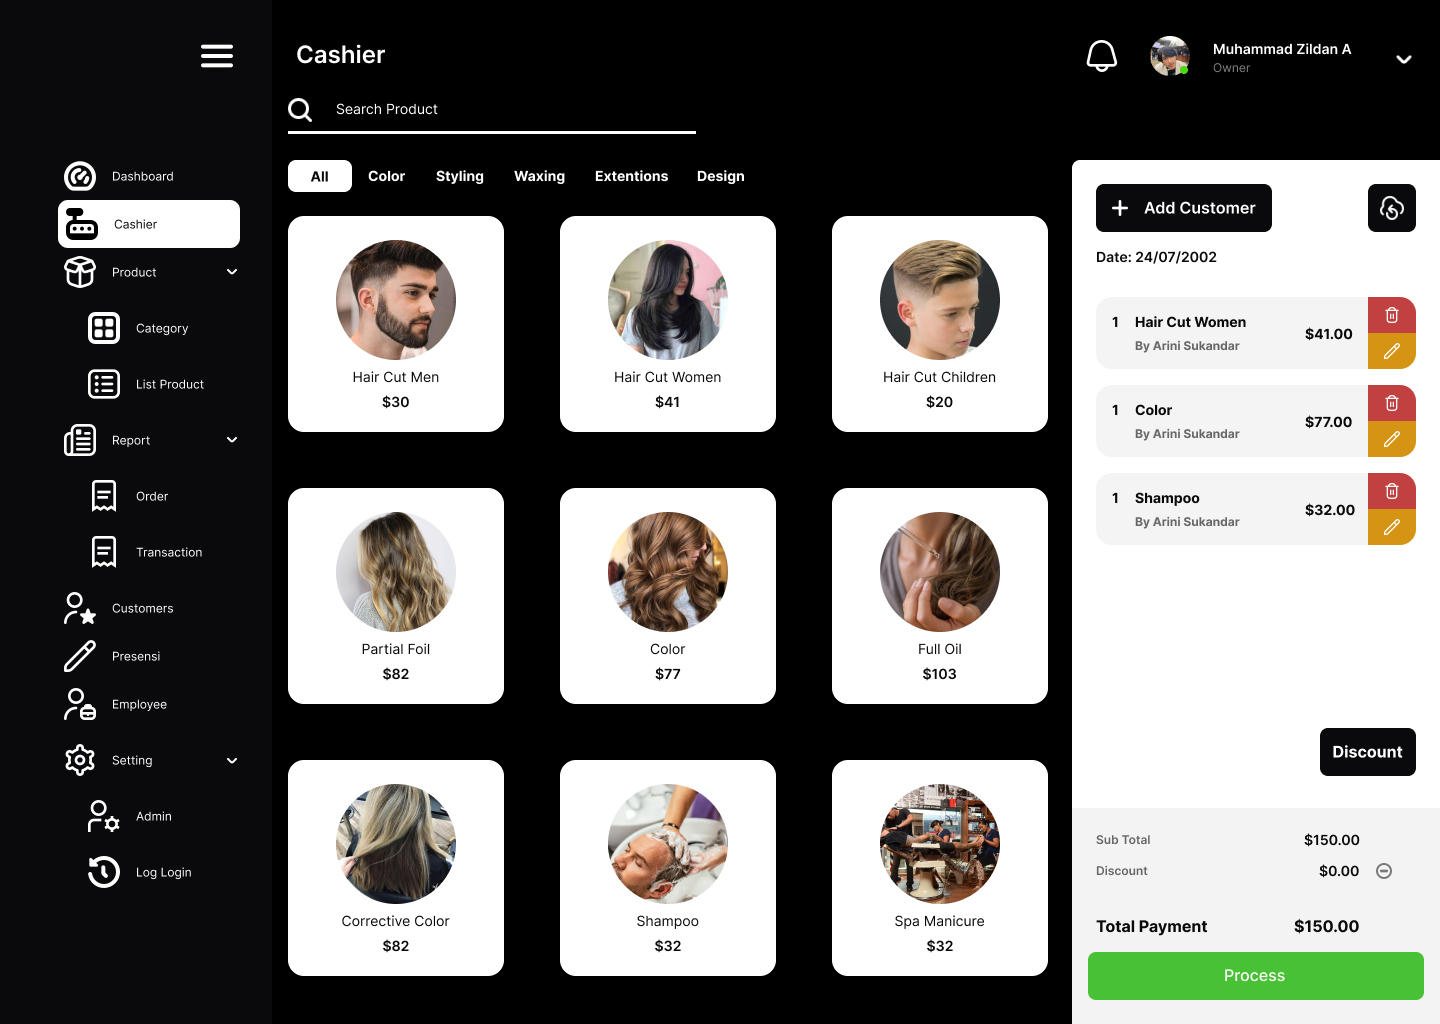 Cashier
Muhammad Zildan A
Owner
Search Product
Dashboard
Cashier
Product
Category
List Product
Report
Order
Transaction
Customers
Presensi
Employee
Setting
Admin
Log Login
All
Color
Styling
Waxing
Extentions
Design
Hair Cut Men
$30
Hair Cut Women
$41
Hair Cut Children
$20
Partial Foil
$82
Color
$77
Full Oil
$103
Corrective Color
$82
Shampoo
$32
Spa Manicure
$32
Add Customer
Date: 24/07/2002
1 Hair Cut Women $41.00
By Arini Sukandar
1 Color $77.00
By Arini Sukandar
1 Shampoo $32.00
By Arini Sukandar
Discount
Sub Total $150.00
Discount $0.00
Total Payment $150.00
Process